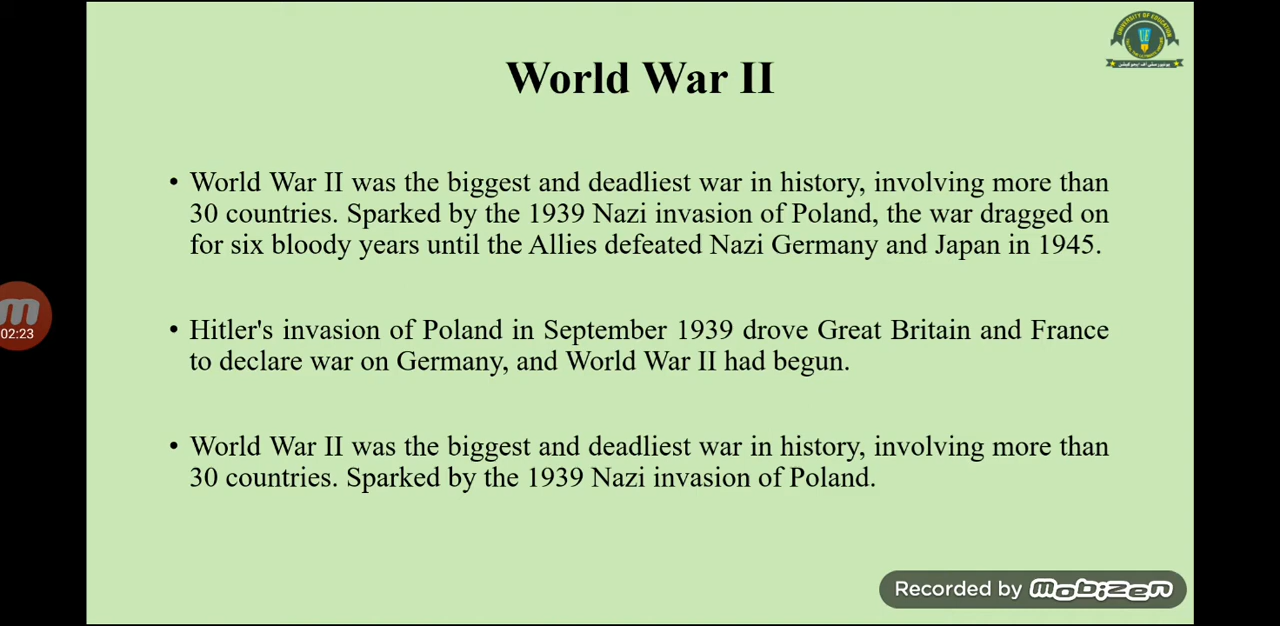 UNIVERSITY OF EDUCATION
World War II
• World War II was the biggest and deadliest war in history, involving more than
30 countries. Sparked by the 1939 Nazi invasion of Poland, the war dragged on
for six bloody years until the Allies defeated Nazi Germany and Japan in 1945.
• Hitler's invasion of Poland in September 1939 drove Great Britain and France
to declare war on Germany, and World War II had begun.
02:23
• World War II was the biggest and deadliest war in history, involving more than
30 countries. Sparked by the 1939 Nazi invasion of Poland.
Recorded by mobizen